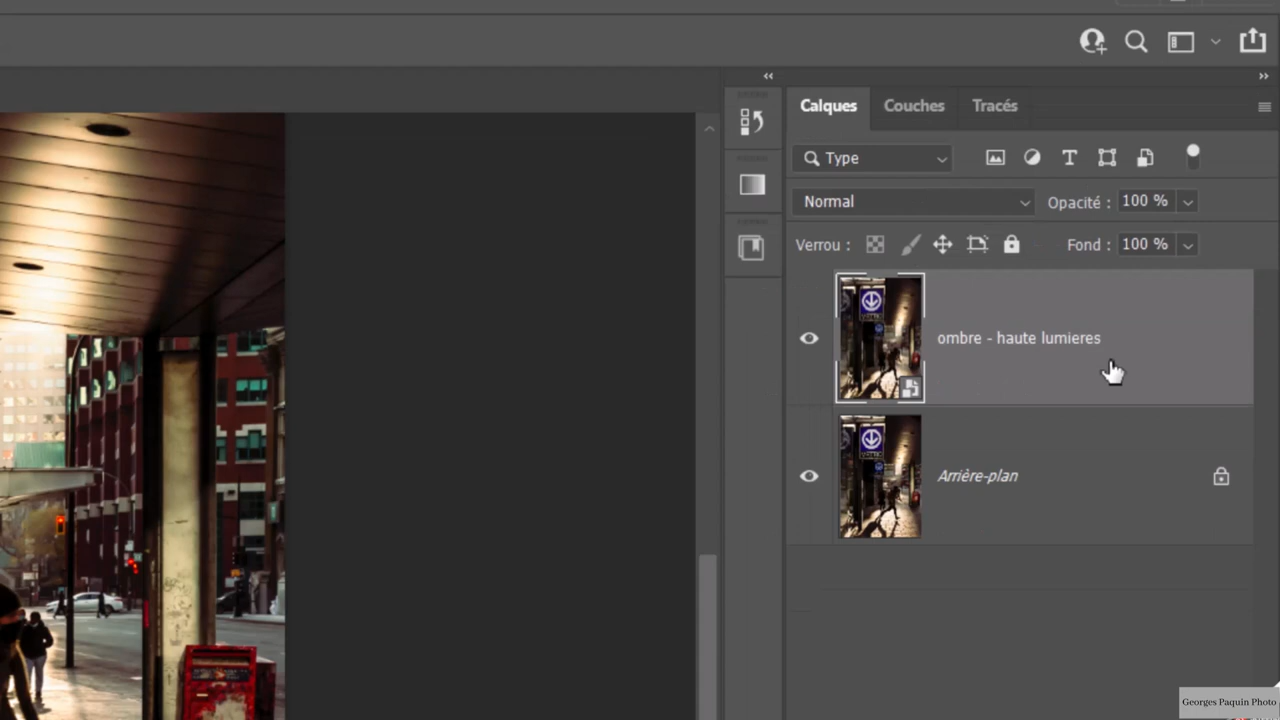 Calques Couches Tracés
Type
Normal Opacité : 100 %
Verrou : Fond : 100 %
ombre - haute lumieres
Arrière-plan
Georges Paquin Photo